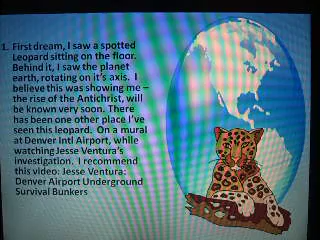 1. First dream, I saw a spotted
Leopard sitting on the floor.
Behind it, I saw the planet
earth, rotating on it's axis. I
believe this was showing me –
the rise of the Antichrist, will
be known very soon. There
has been one other place I've
seen this leopard. On a mural
at Denver Intl Airport, while
watching Jesse Ventura's
investigation. I recommend
this video: Jesse Ventura:
Denver Airport Underground
Survival Bunkers